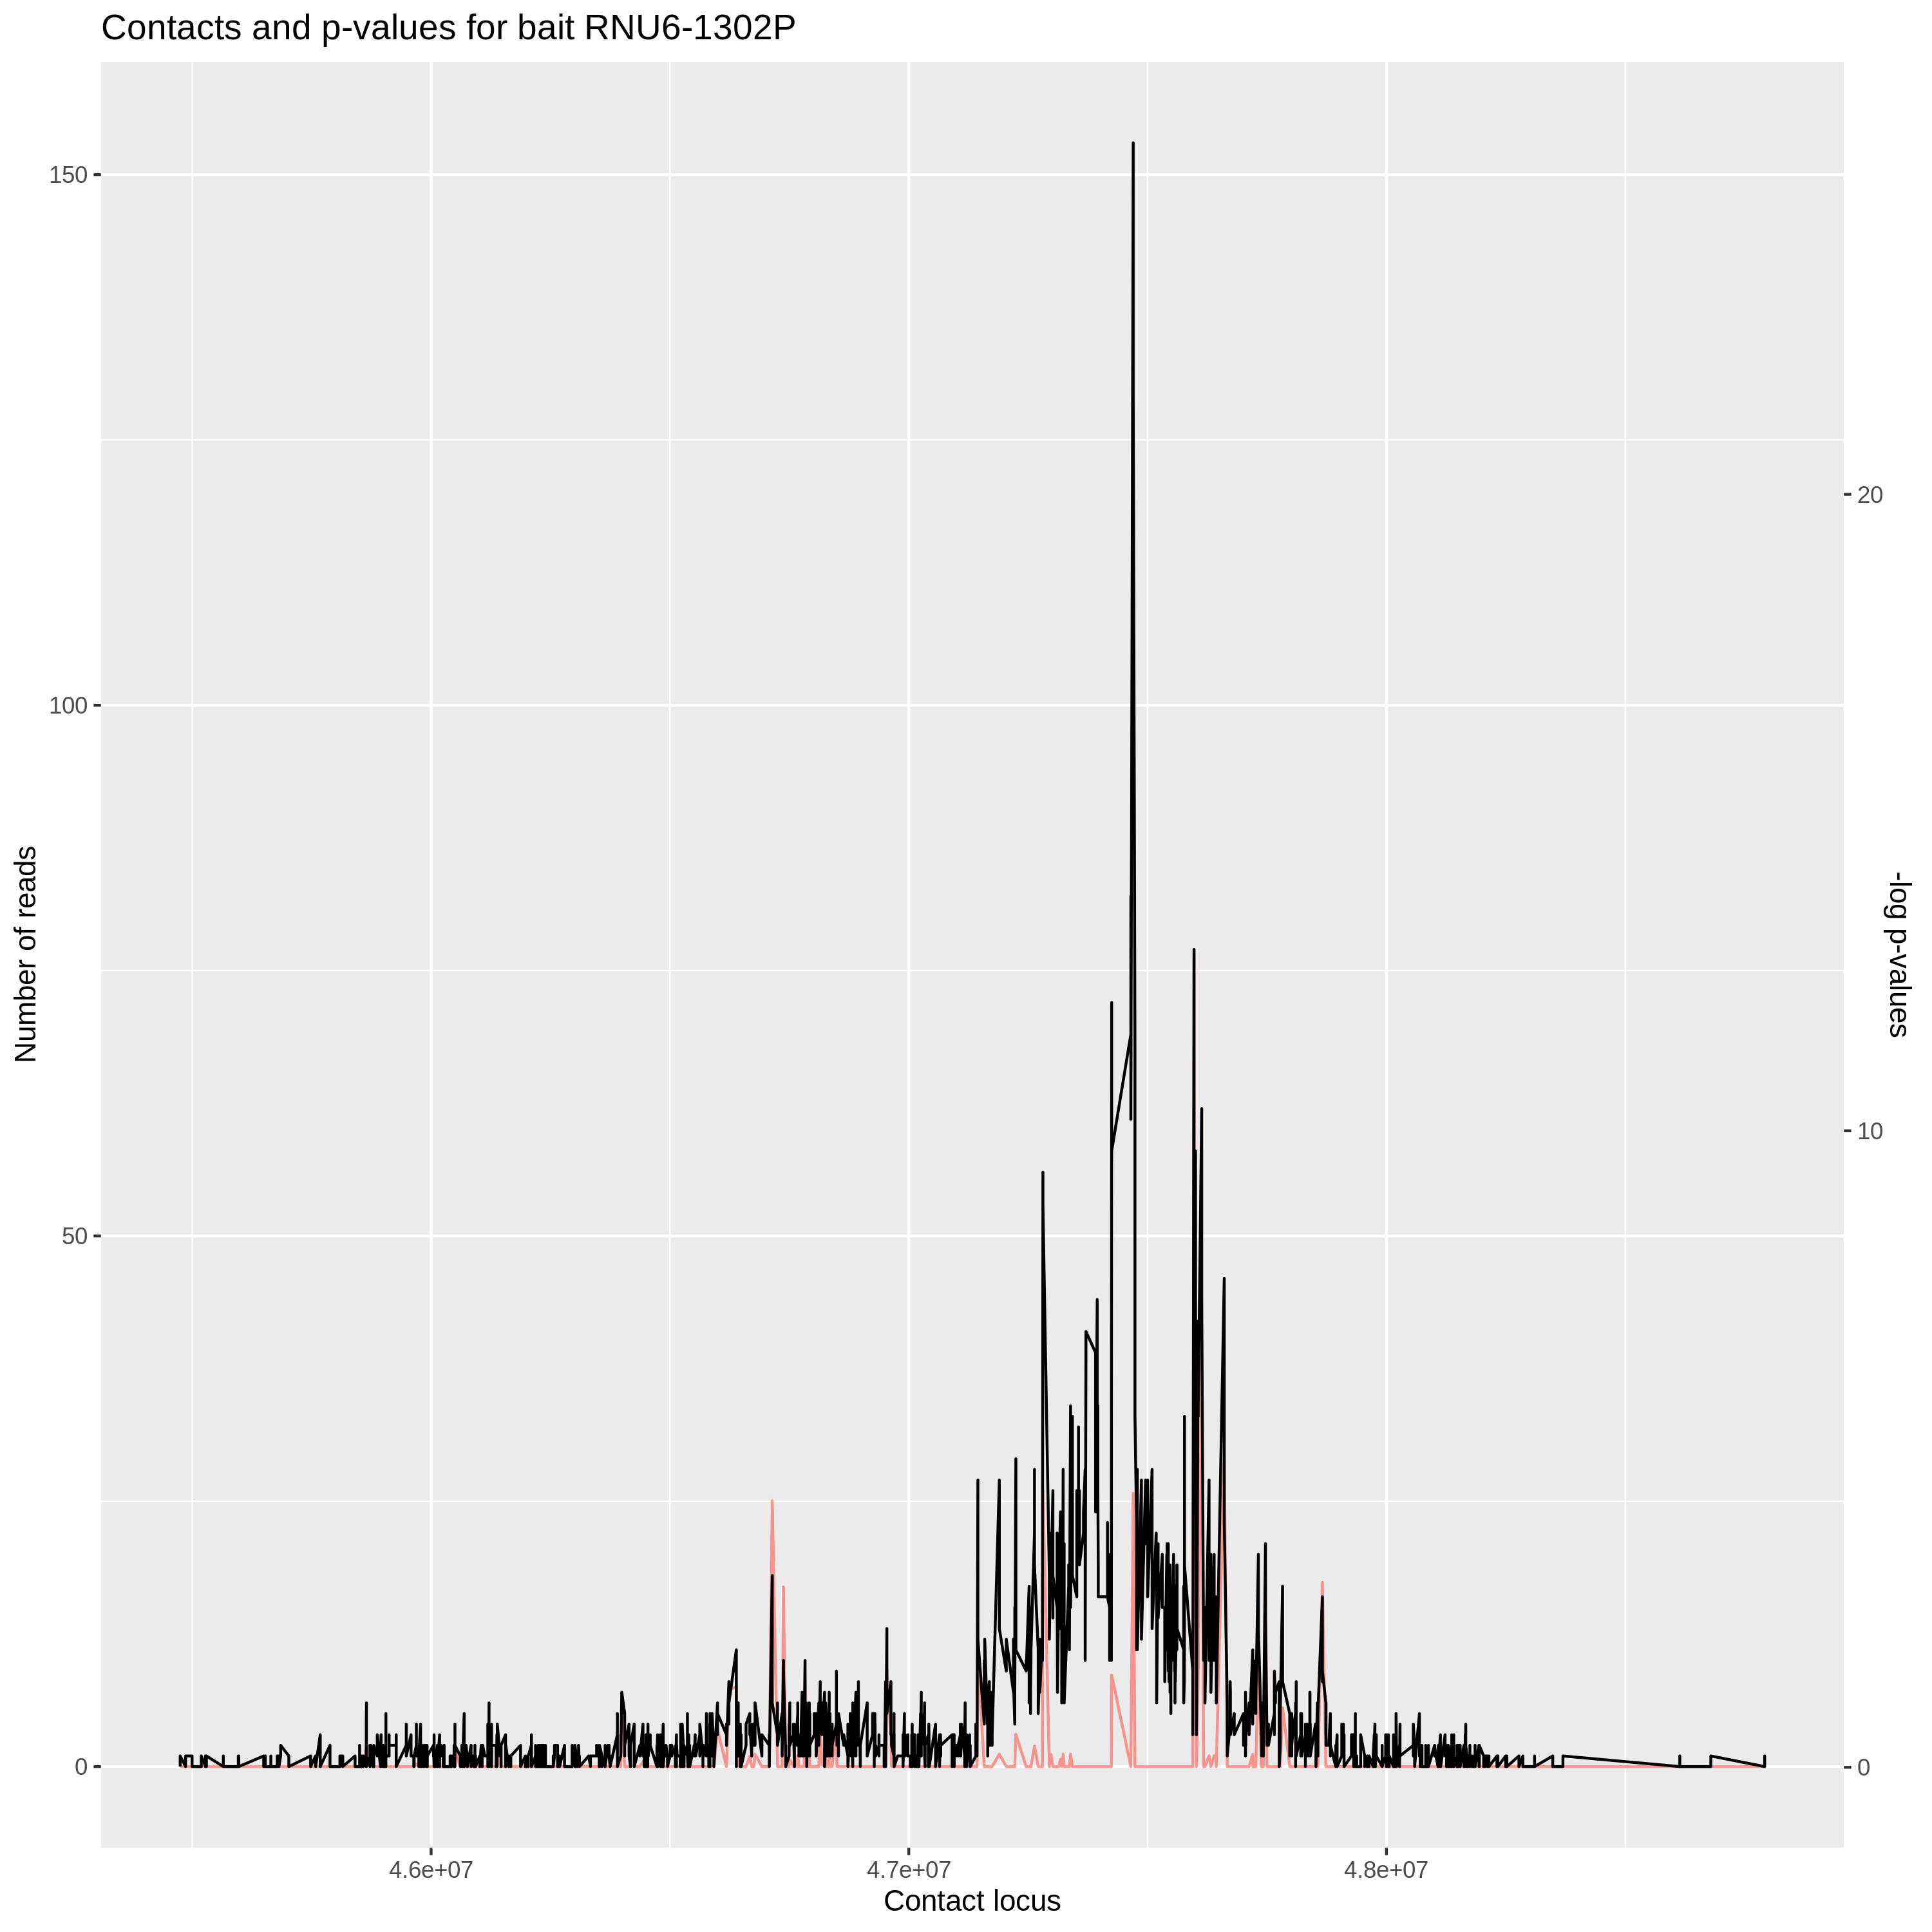 Contacts and p-values for bait RNU6-1302P
150
100
50
0
Number of reads
20
10
0
-log p-values
4.6e+07
4.7e+07
4.8e+07
Contact locus